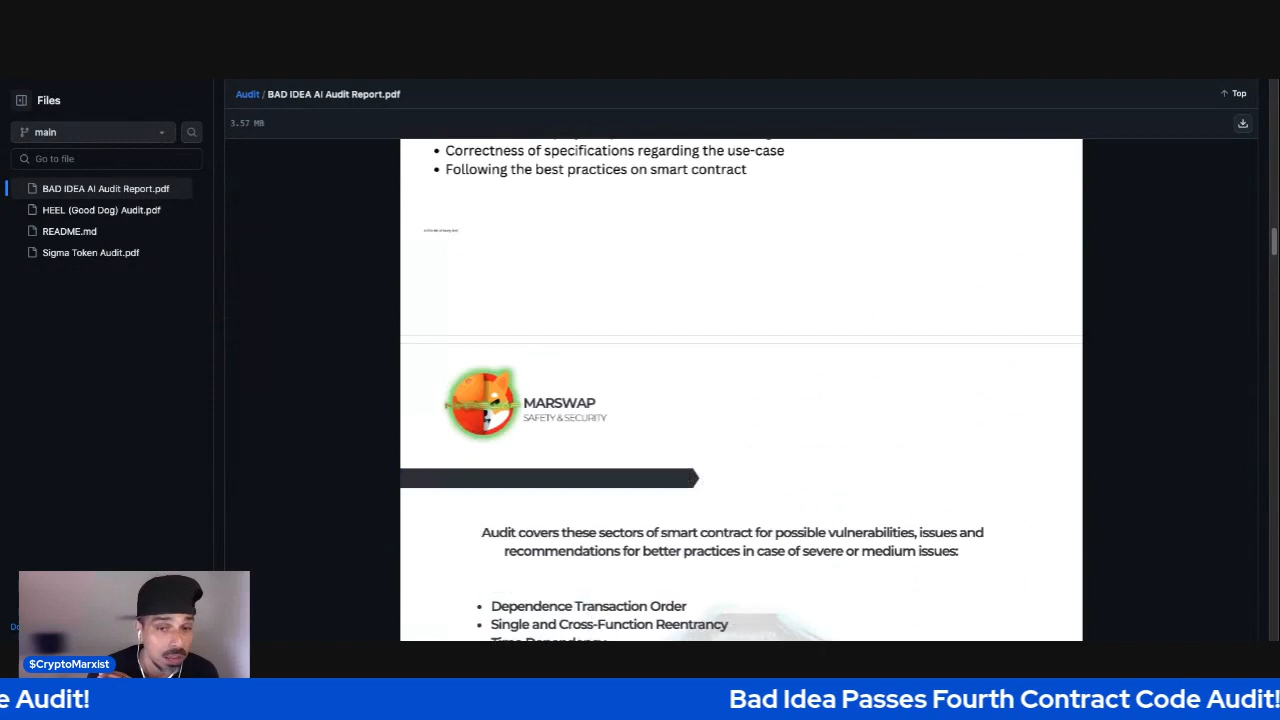 Files
main
Go to file
BAD IDEA AI Audit Report.pdf
HEEL (Good Dog) Audit.pdf
README.md
Sigma Token Audit.pdf
Audit / BAD IDEA AI Audit Report.pdf
Top
3.57 MB
• Correctness of specifications regarding the use-case
• Following the best practices on smart contract
MARSWAP
SAFETY & SECURITY
Audit covers these sectors of smart contract for possible vulnerabilities, issues and
recommendations for better practices in case of severe or medium issues:
• Dependence Transaction Order
• Single and Cross-Function Reentrancy
$CryptoMarxist
e Audit!
Bad Idea Passes Fourth Contract Code Audit!